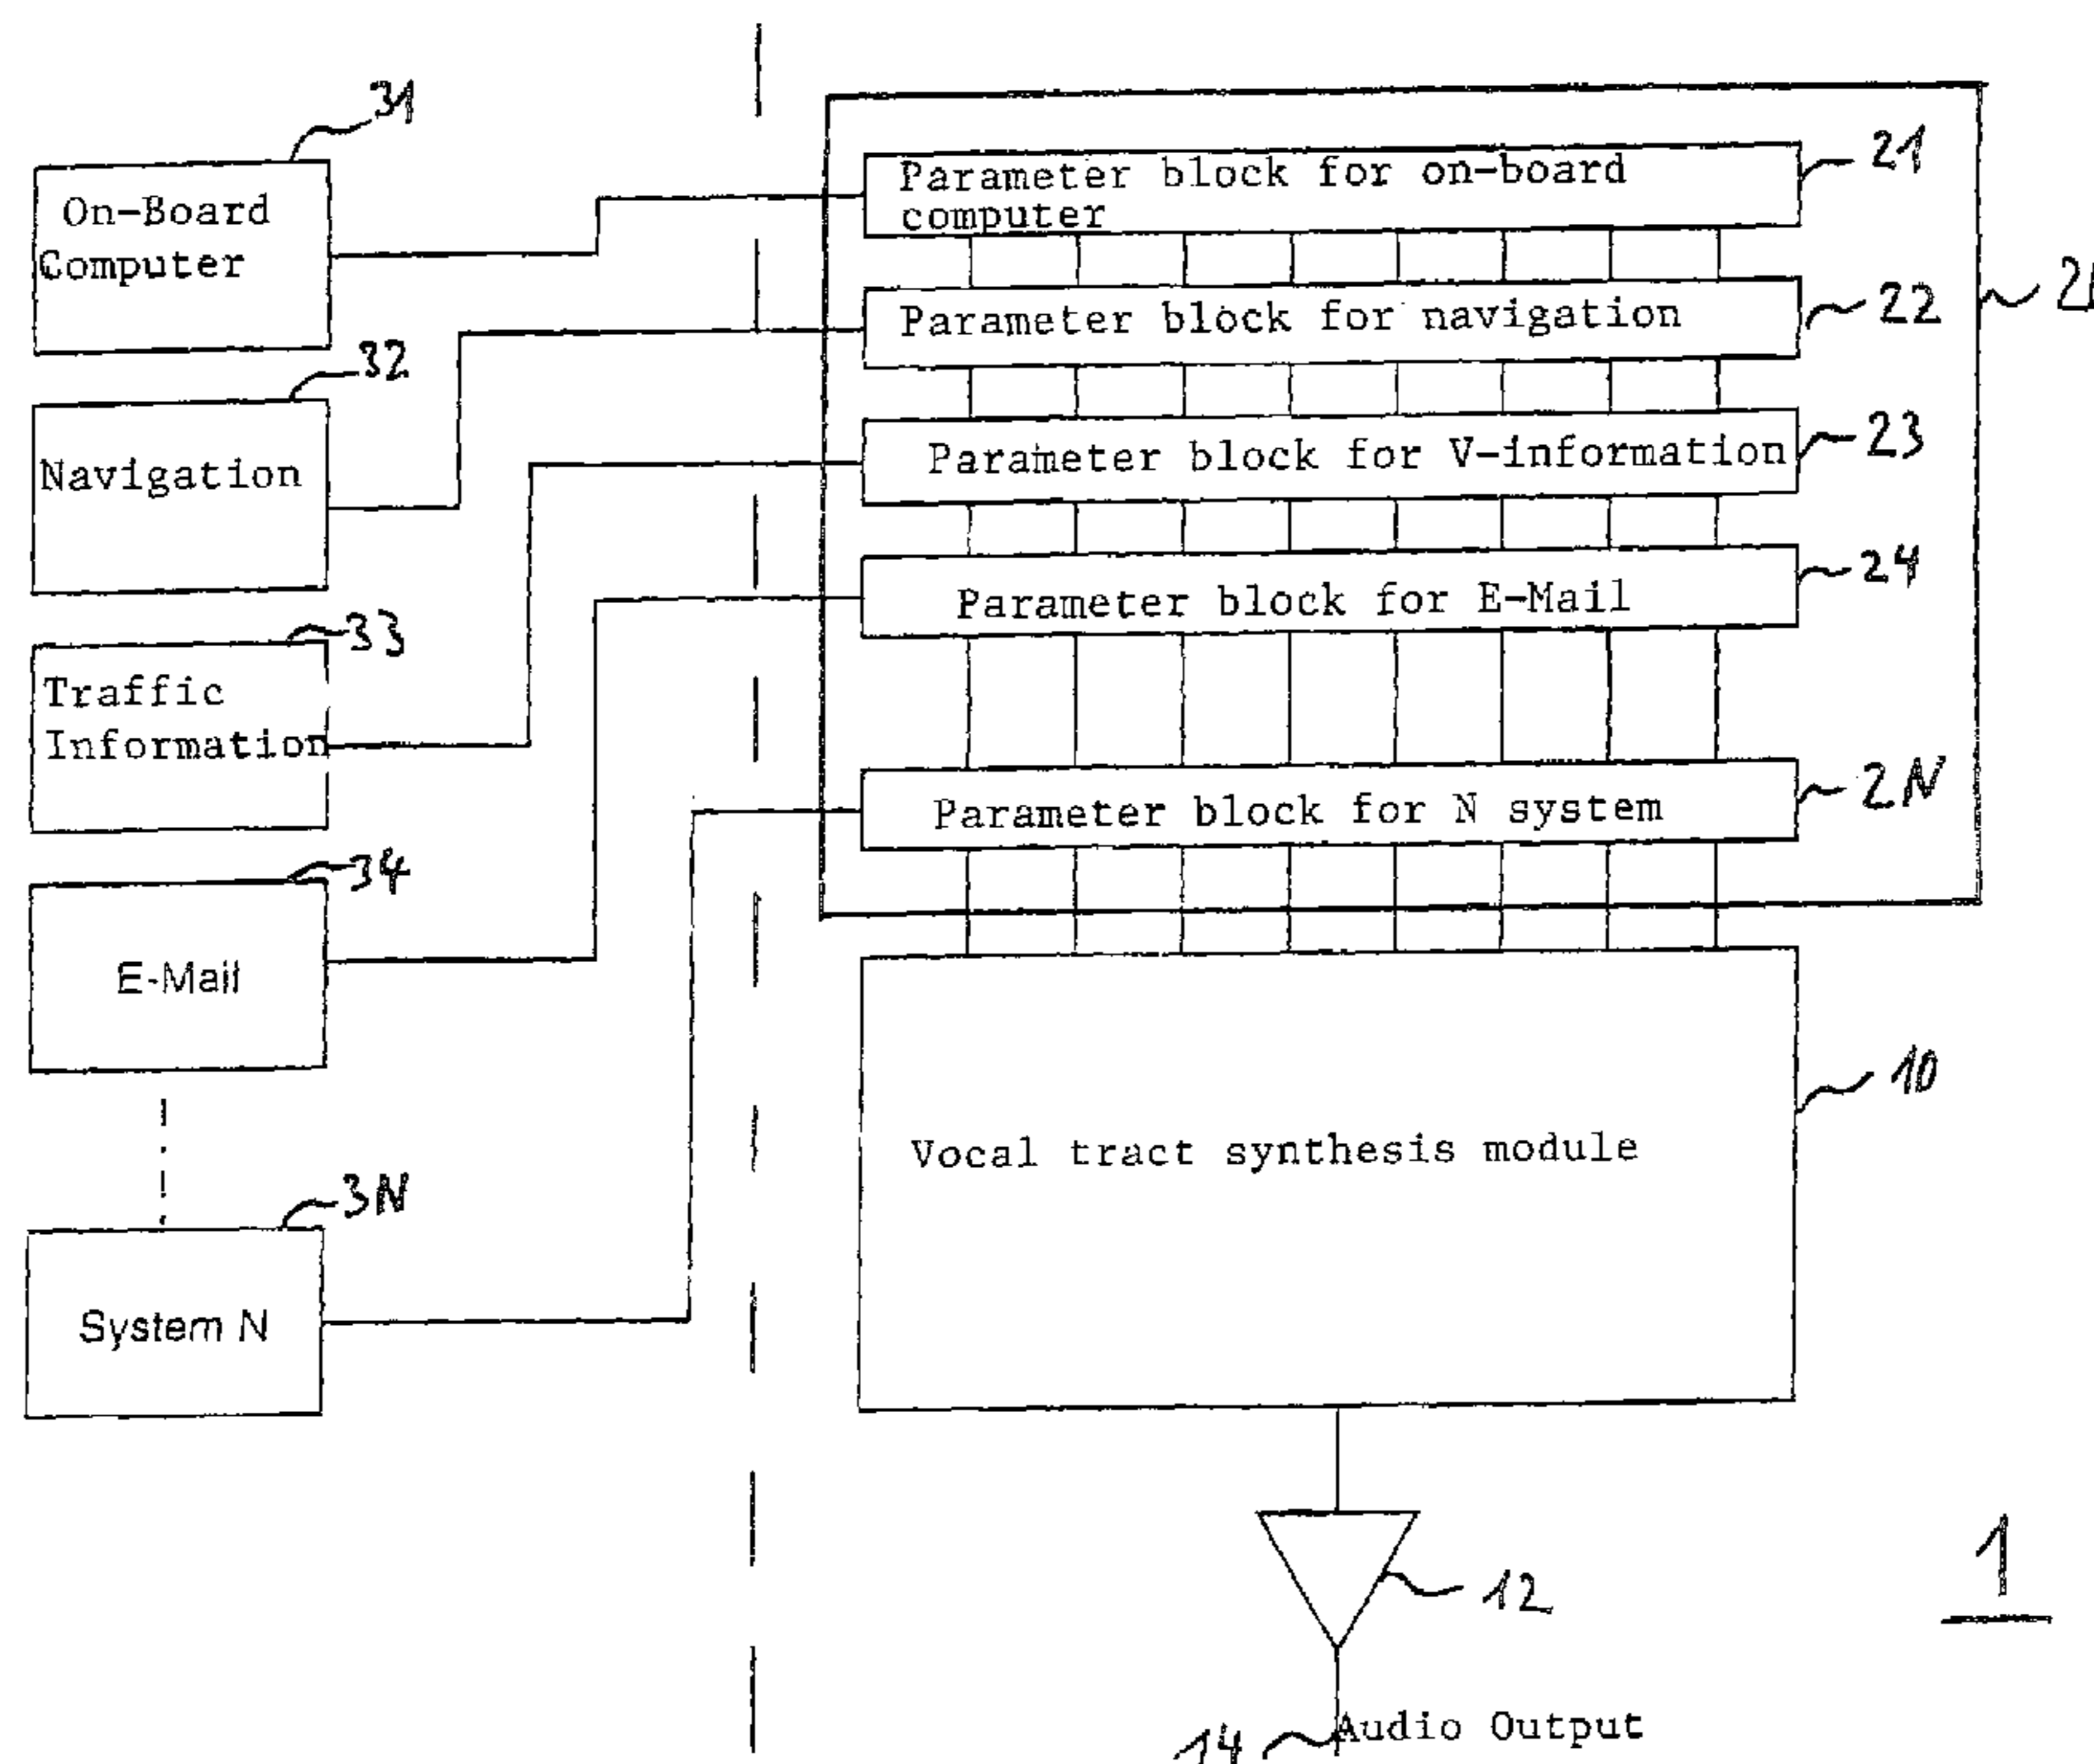 31
On-Board
Computer
32
Navigation
33
Traffic
Information
34
E-Mail
3N
System N
Parameter block for on-board
computer
21
Parameter block for navigation
22
Parameter block for V-information
23
Parameter block for E-Mail
24
Parameter block for N system
2N
Vocal tract synthesis module
10
12
1
14
Audio Output